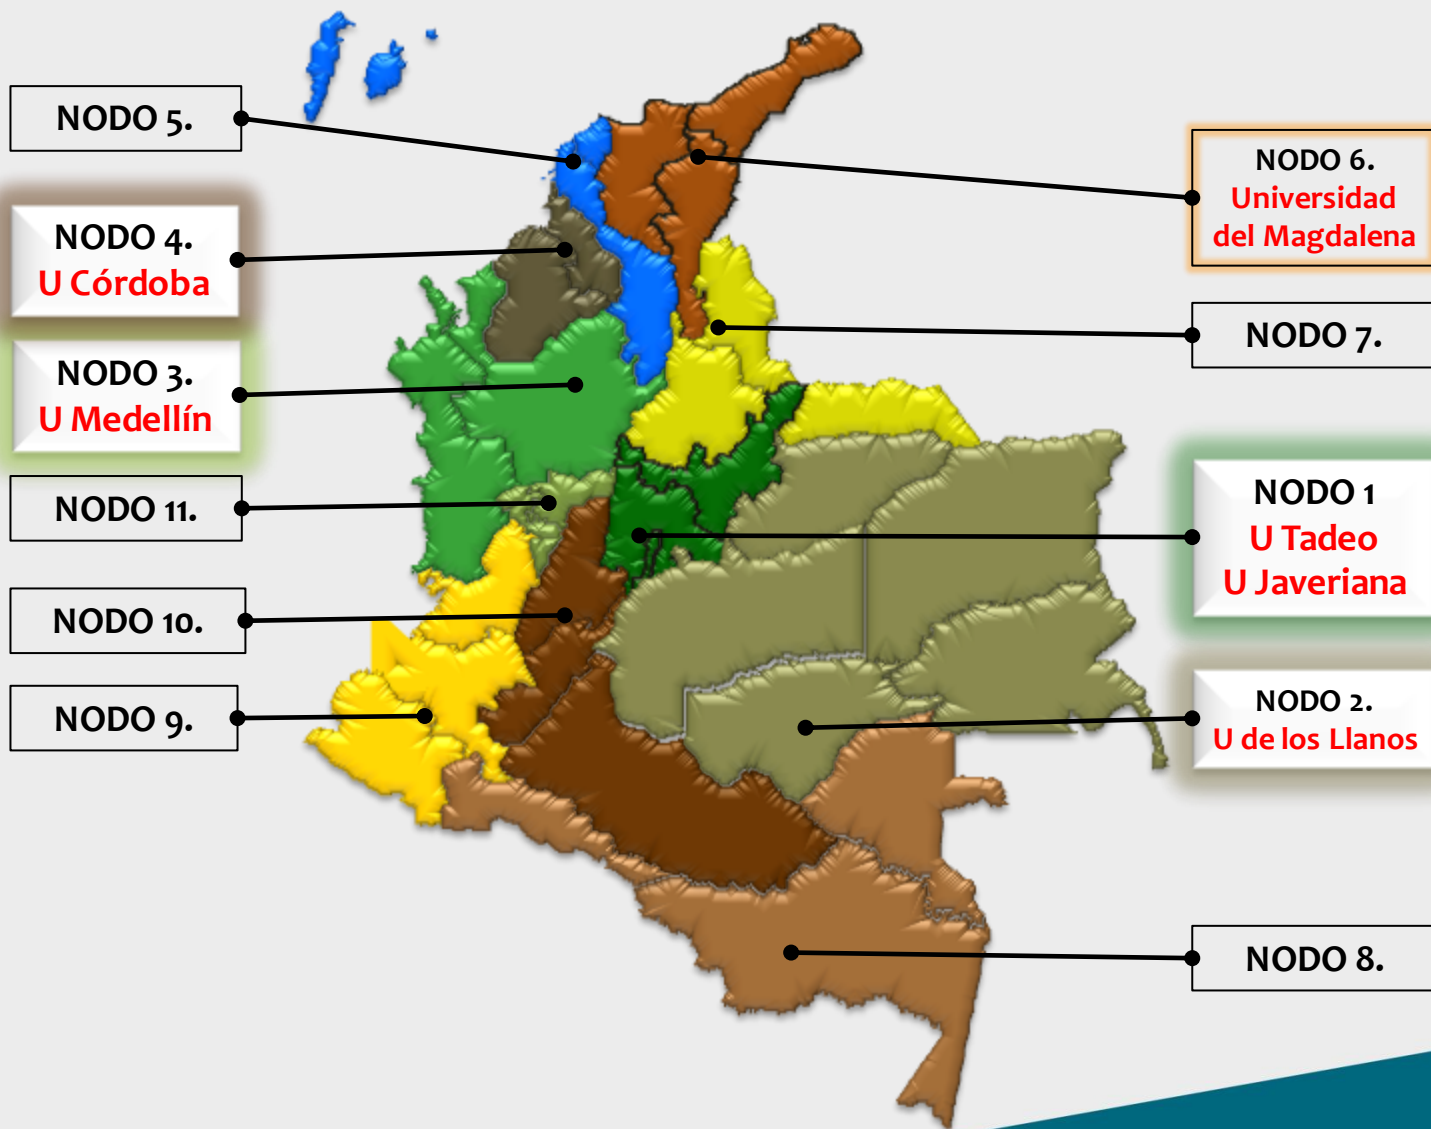 NODO 5.
NODO 4.
U Córdoba
NODO 3.
U Medellín
NODO 11.
NODO 10.
NODO 9.
NODO 6.
Universidad
del Magdalena
NODO 7.
NODO 1
U Tadeo
U Javeriana
NODO 2.
U de los Llanos
NODO 8.